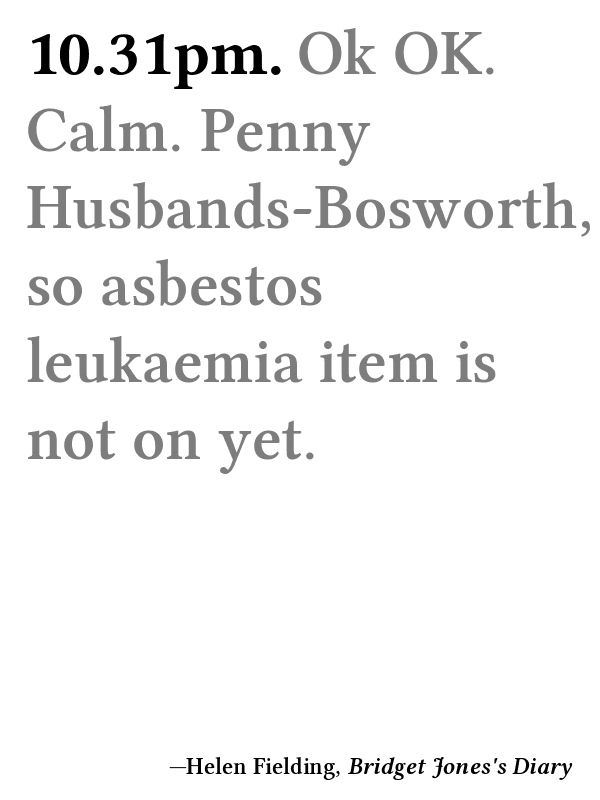 10.31pm. Ok OK.
Calm. Penny
Husbands-Bosworth,
so asbestos
leukaemia item is
not on yet.
—Helen Fielding, Bridget Jones's Diary